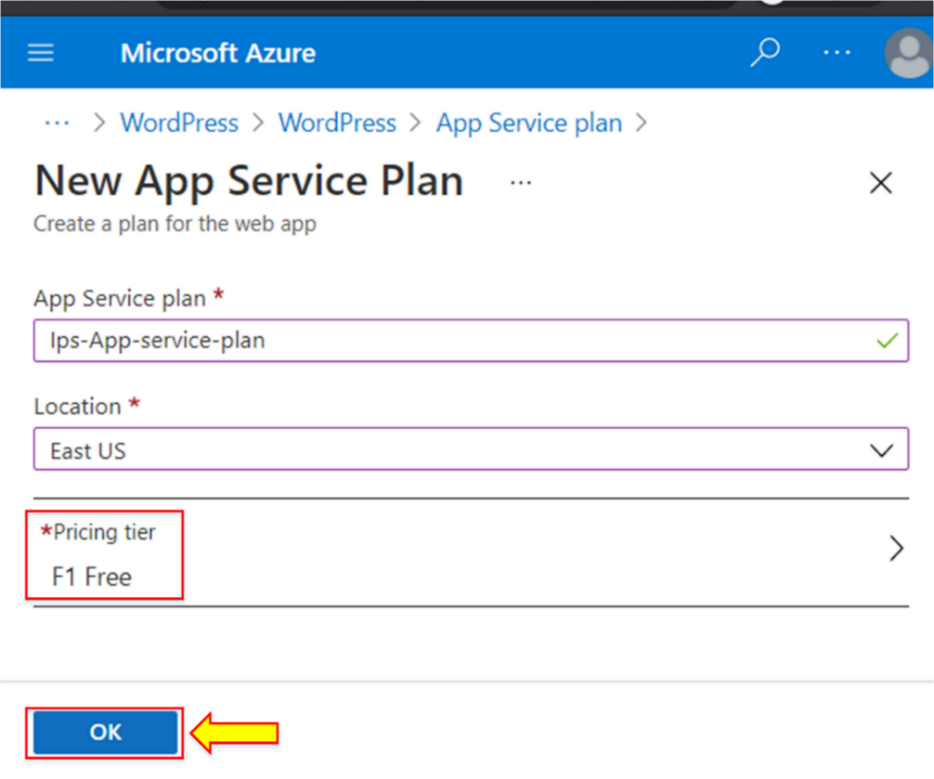 Microsoft Azure ...
... > WordPress > WordPress > App Service plan >
New App Service Plan ...
Create a plan for the web app
App Service plan *
Ips-App-service-plan
Location *
East US
*Pricing tier
F1 Free
OK